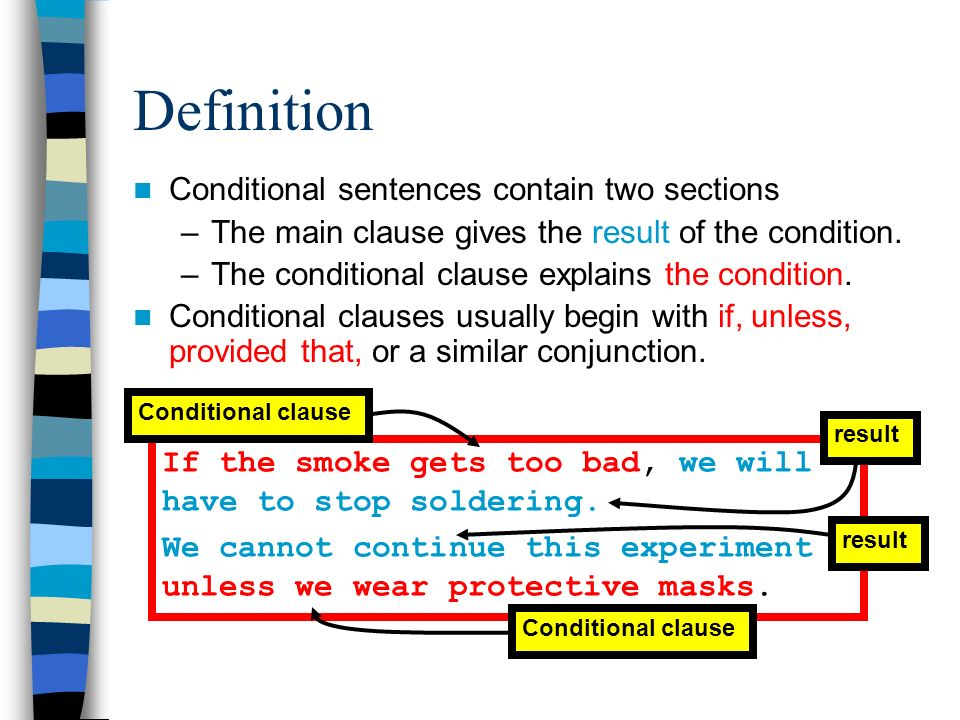 Definition
Conditional sentences contain two sections
–The main clause gives the result of the condition.
–The conditional clause explains the condition.
Conditional clauses usually begin with if, unless,
provided that, or a similar conjunction.
Conditional clause
result
If the smoke gets too bad, we will
have to stop soldering.
We cannot continue this experiment
result
unless we wear protective masks.
Conditional clause